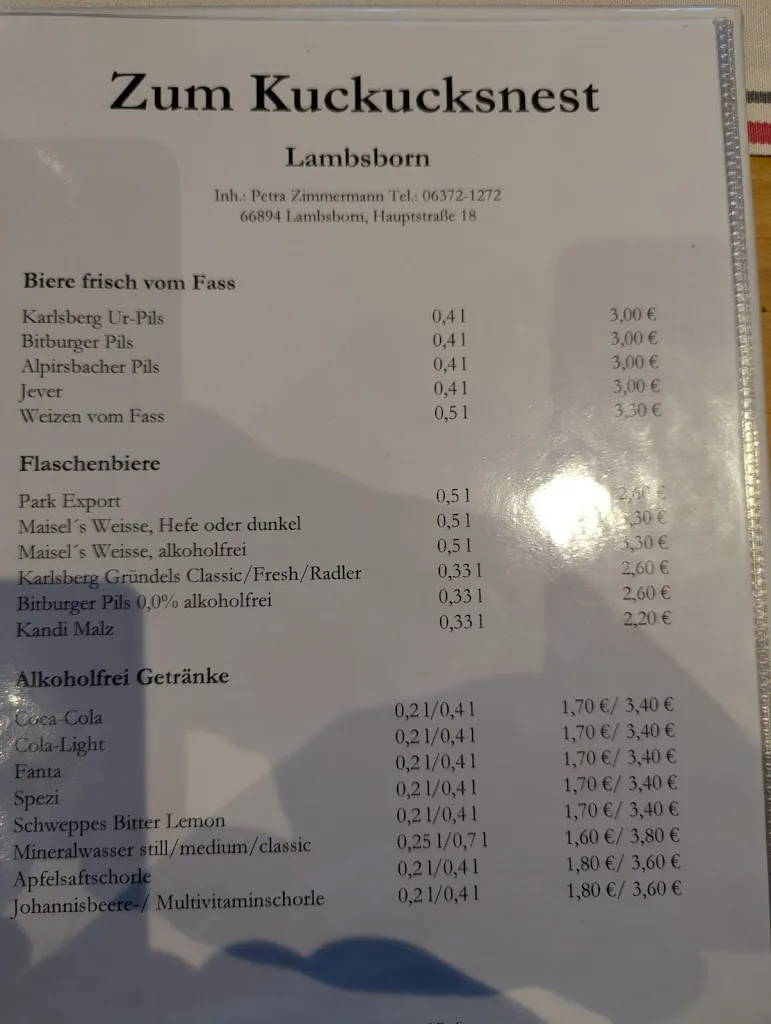 Zum Kuckucksnest
Lambsborn
Inh.: Petra Zimmermann Tel.: 06372-1272
66894 Lambsborn, Hauptstraße 18
Biere frisch vom Fass
Karlsberg Ur-Pils 0,4 l 3,00 €
Bitburger Pils 0,4 l 3,00 €
Alpirsbacher Pils 0,4 l 3,00 €
Jever 0,4 l 3,00 €
Weizen vom Fass 0,5 l 3,30 €
Flaschenbiere
Park Export 0,5 l
Maisel´s Weisse, Hefe oder dunkel 0,5 l
Maisel´s Weisse, alkoholfrei 0,5 l 3,30 €
Karlsberg Gründels Classic/Fresh/Radler 0,33 l 2,60 €
Bitburger Pils 0,0% alkoholfrei 0,33 l 2,60 €
Kandi Malz 0,33 l 2,20 €
Alkoholfrei Getränke
Coca-Cola 0,2 l/0,4 l 1,70 €/ 3,40 €
Cola-Light 0,2 l/0,4 l 1,70 €/ 3,40 €
Fanta 0,2 l/0,4 l 1,70 €/ 3,40 €
Spezi 0,2 l/0,4 l 1,70 €/ 3,40 €
Schweppes Bitter Lemon 0,2 l/0,4 l 1,70 €/ 3,40 €
Mineralwasser still/medium/classic 0,25 l/0,7 l 1,60 €/ 3,80 €
Apfelsaftschorle 0,2 l/0,4 l 1,80 €/ 3,60 €
Johannisbeere-/ Multivitaminschorle 0,2 l/0,4 l 1,80 €/ 3,60 €